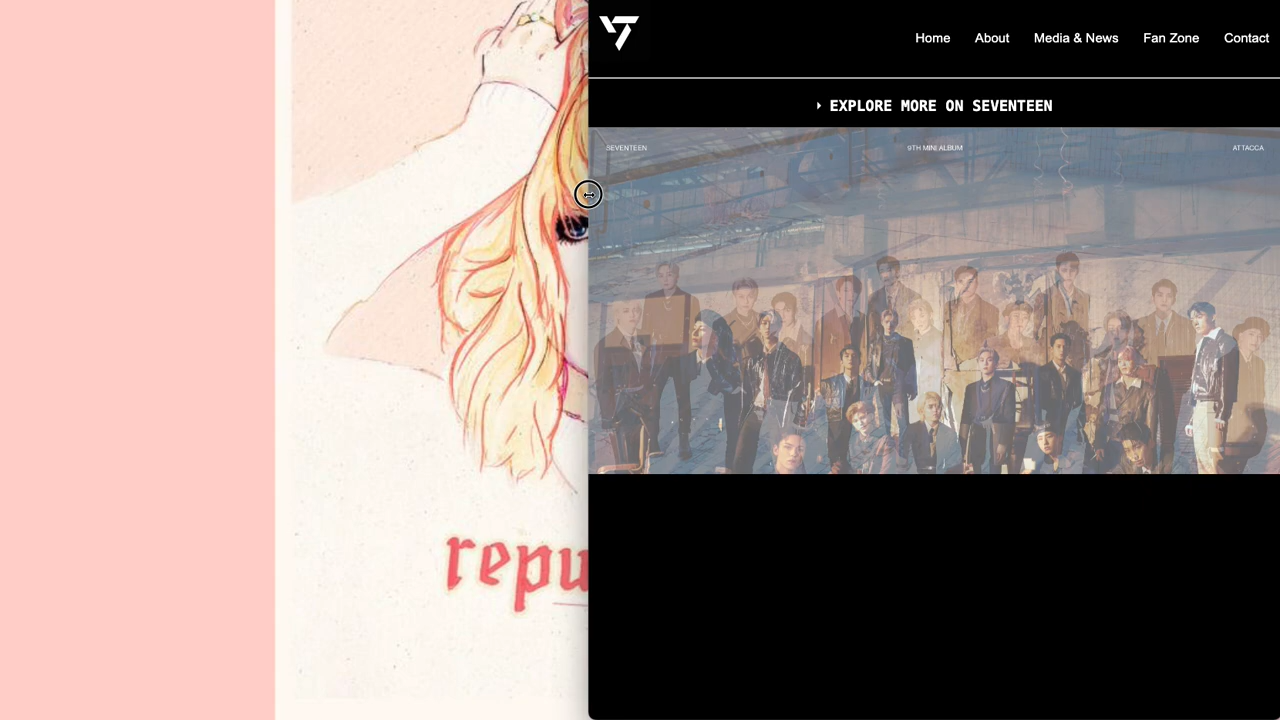 Home About Media & News Fan Zone Contact
EXPLORE MORE ON SEVENTEEN
SEVENTEEN 9TH MINI ALBUM ATTACCA
repu